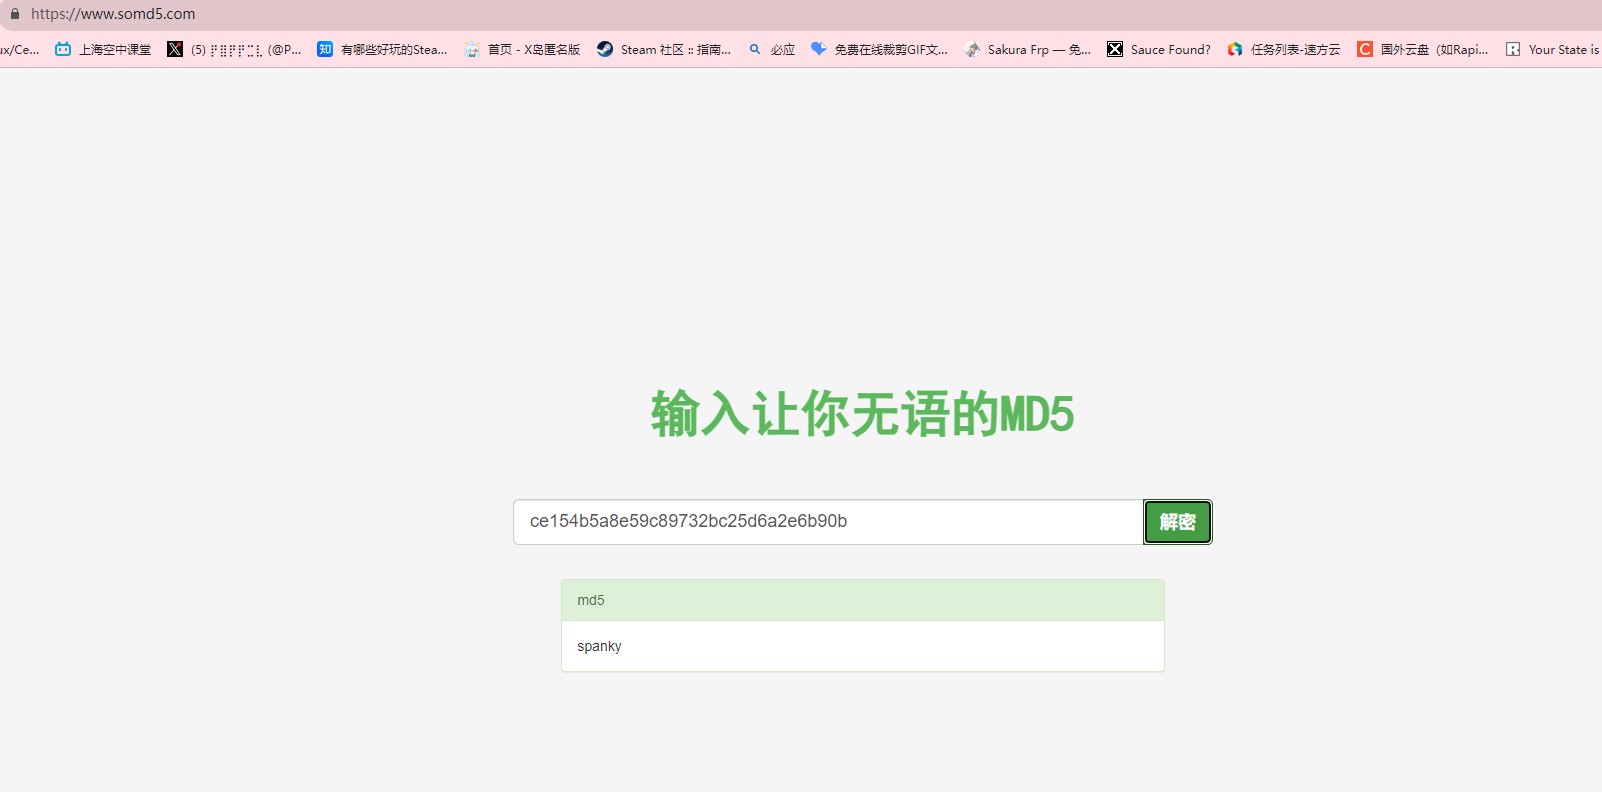 https://www.somd5.com
ux/Ce... 上海空中课堂 (5) (@P... 有哪些好玩的Stea... 首页 - X岛匿名版 Steam 社区 :: 指南... 必应 免费在线裁剪GIF文... Sakura Frp — 免... Sauce Found? 任务列表-速方云 国外云盘（如Rapi... Your State is
输入让你无语的MD5
ce154b5a8e59c89732bc25d6a2e6b90b 解密
md5
spanky